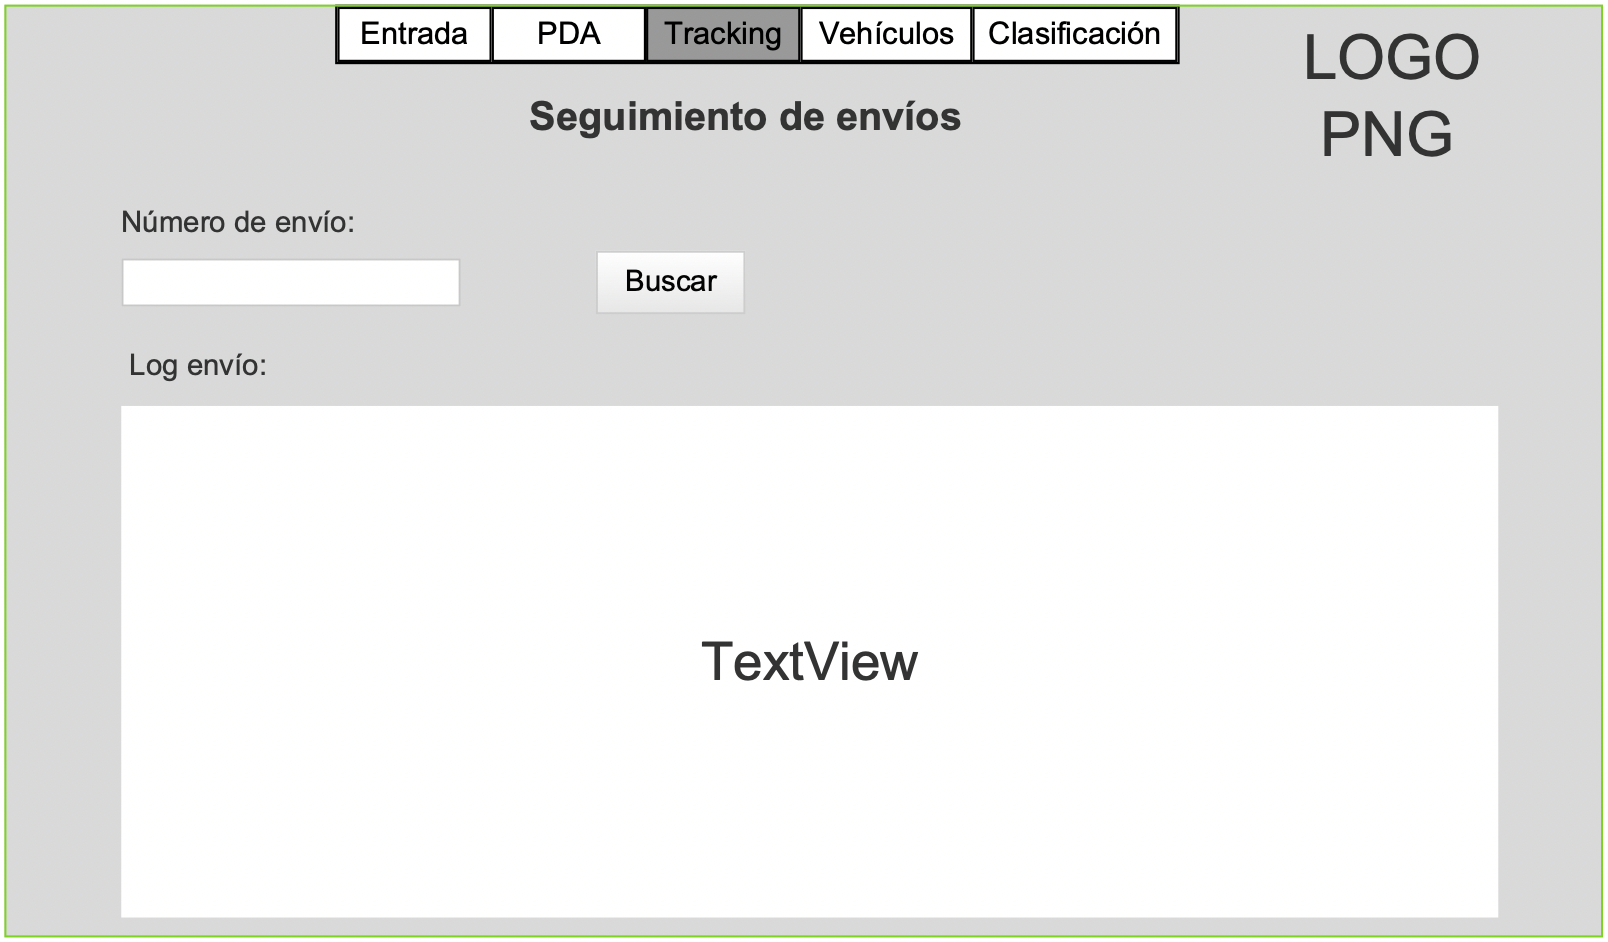 Entrada PDA Tracking Vehículos Clasificación
LOGO
PNG
Seguimiento de envíos
Número de envío:
Buscar
Log envío:
TextView